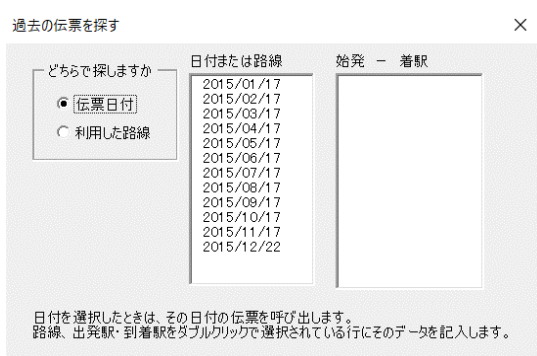 過去の伝票を探す
どちらで探しますか
伝票日付
利用した路線
日付または路線
2015/01/17
2015/02/17
2015/03/17
2015/04/17
2015/05/17
2015/06/17
2015/07/17
2015/08/17
2015/09/17
2015/10/17
2015/11/17
2015/12/22
始発 － 着駅
日付を選択したときは、その日付の伝票を呼び出します。
路線、出発駅・到着駅をダブルクリックで選択されている行にそのデータを記入します。